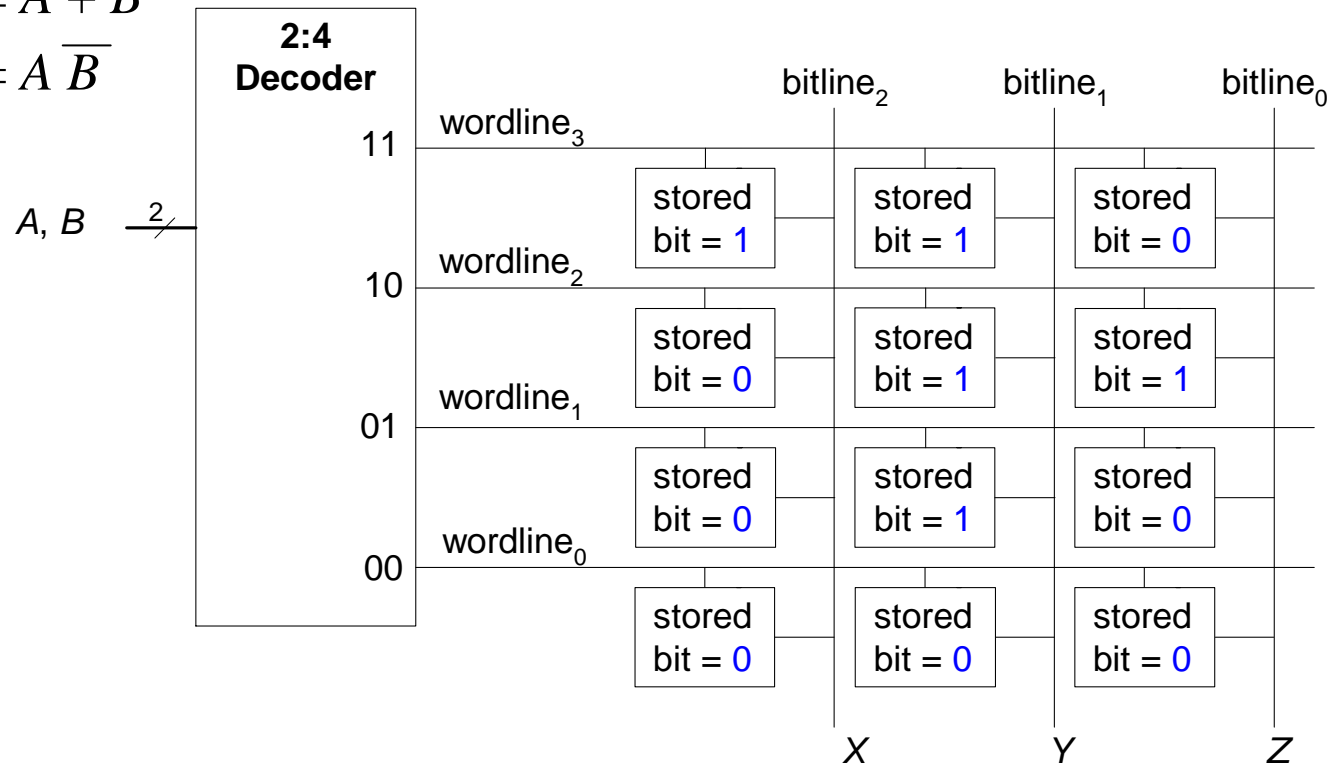 = A + B
= A B̅
2:4
Decoder
bitline₂ bitline₁ bitline₀
wordline₃
11
stored stored stored
bit = 1 bit = 1 bit = 0
A, B 2
wordline₂
10
stored stored stored
bit = 0 bit = 1 bit = 1
wordline₁
01
stored stored stored
bit = 0 bit = 1 bit = 0
wordline₀
00
stored stored stored
bit = 0 bit = 0 bit = 0
X Y Z